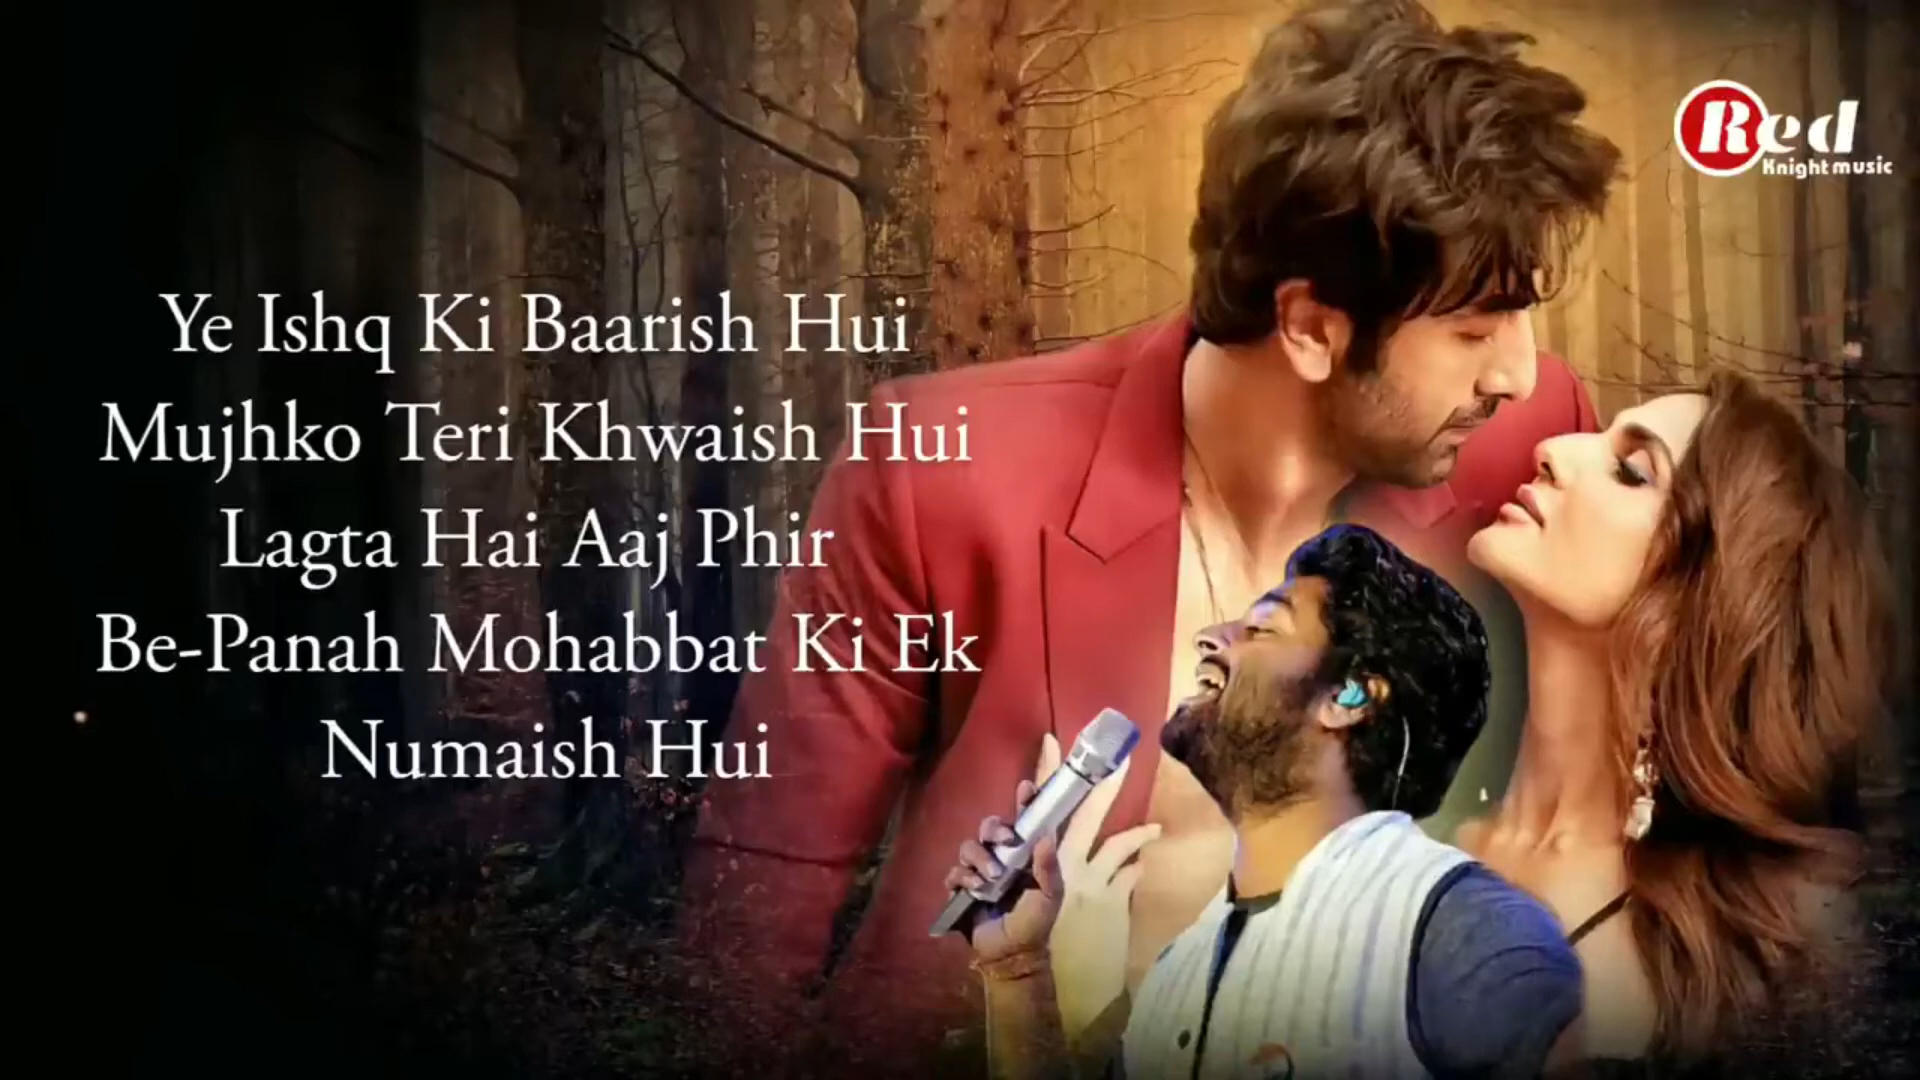 Red
Knight music
Ye Ishq Ki Baarish Hui
Mujhko Teri Khwaish Hui
Lagta Hai Aaj Phir
Be-Panah Mohabbat Ki Ek
Numaish Hui